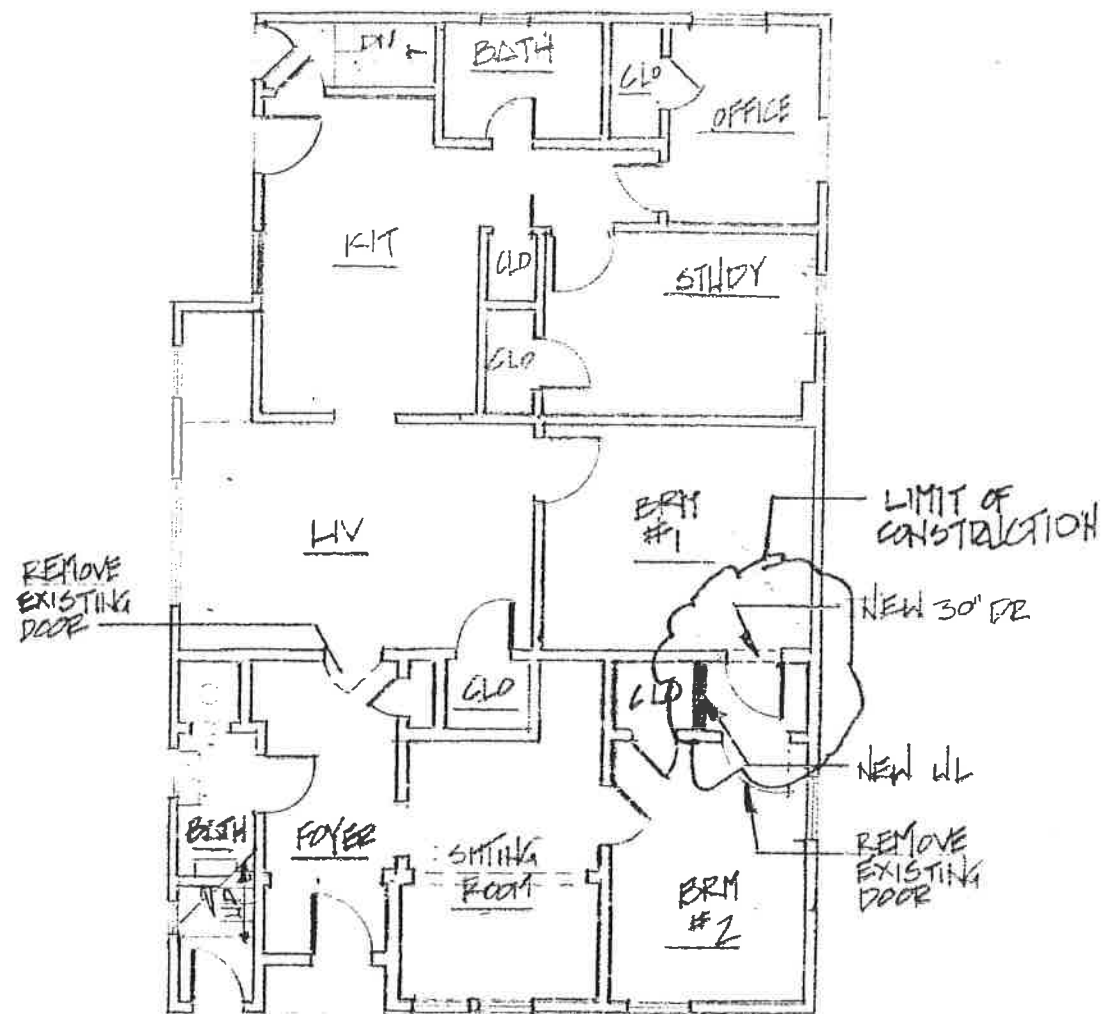 DN
BATH
CLO
OFFICE
KIT
CLO
STUDY
CLO
BRM
#1
LIMIT OF
CONSTRUCTION
LIV
REMOVE
EXISTING
DOOR
NEW 30" DR
CLO
CLO
NEW WL
BATH
FOYER
SITTING
ROOM
BRM
#2
REMOVE
EXISTING
DOOR